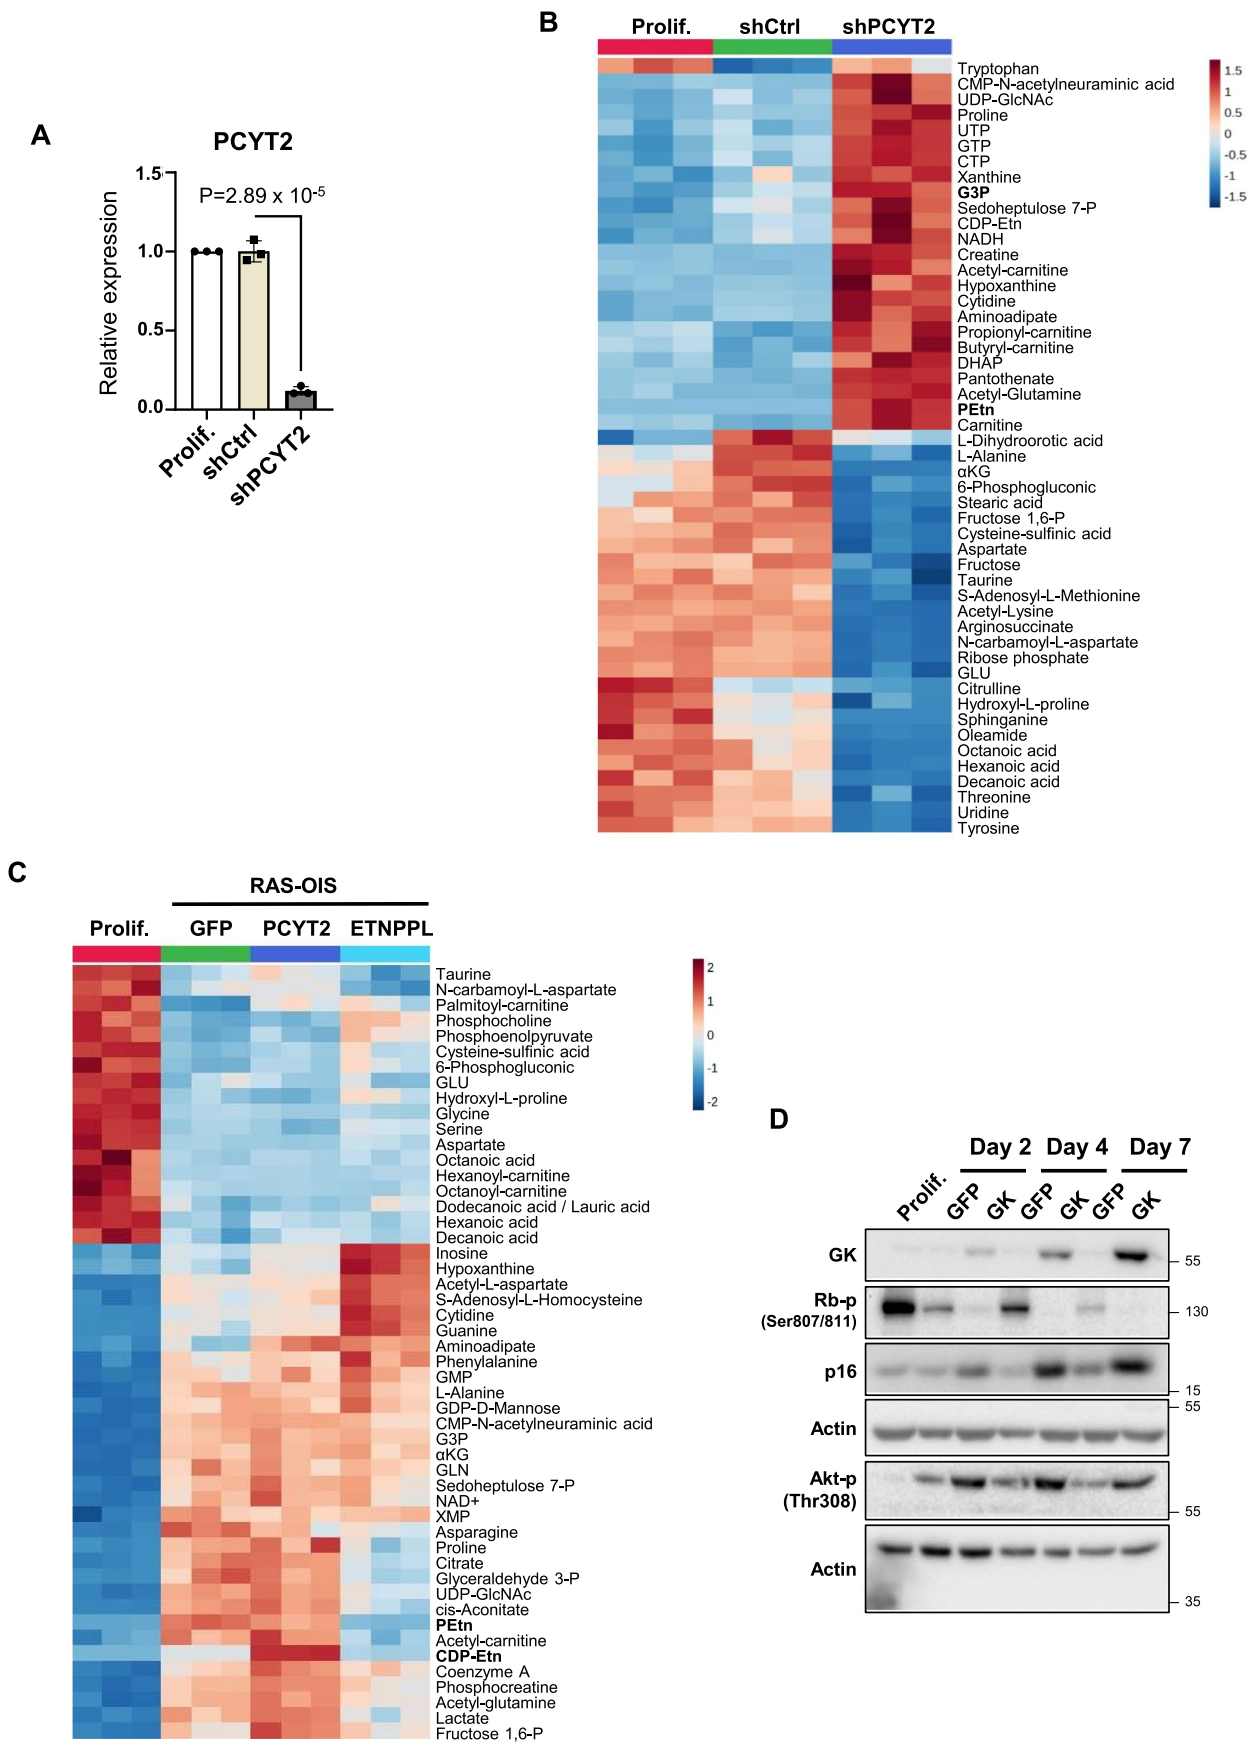 A
PCYT2
P=2.89 x 10-5
Relative expression
1.5
1.0
0.5
0.0
Prolif.
shCtrl
shPCYT2
B
Prolif. shCtrl shPCYT2
Tryptophan
CMP-N-acetylneuraminic acid
UDP-GlcNAc
Proline
UTP
GTP
CTP
Xanthine
G3P
Sedoheptulose 7-P
CDP-Etn
NADH
Creatine
Acetyl-carnitine
Hypoxanthine
Cytidine
Aminoadipate
Propionyl-carnitine
Butyryl-carnitine
DHAP
Pantothenate
Acetyl-Glutamine
PEtn
Carnitine
L-Dihydroorotic acid
L-Alanine
αKG
6-Phosphogluconic
Stearic acid
Fructose 1,6-P
Cysteine-sulfinic acid
Aspartate
Fructose
Taurine
S-Adenosyl-L-Methionine
Acetyl-Lysine
Arginosuccinate
N-carbamoyl-L-aspartate
Ribose phosphate
GLU
Citrulline
Hydroxyl-L-proline
Sphinganine
Oleamide
Octanoic acid
Hexanoic acid
Decanoic acid
Threonine
Uridine
Tyrosine
1.5
1
0.5
0
-0.5
-1
-1.5
C
RAS-OIS
Prolif. GFP PCYT2 ETNPPL
Taurine
N-carbamoyl-L-aspartate
Palmitoyl-carnitine
Phosphocholine
Phosphoenolpyruvate
Cysteine-sulfinic acid
6-Phosphogluconic
GLU
Hydroxyl-L-proline
Glycine
Serine
Aspartate
Octanoic acid
Hexanoyl-carnitine
Octanoyl-carnitine
Dodecanoic acid / Lauric acid
Hexanoic acid
Decanoic acid
Inosine
Hypoxanthine
Acetyl-L-aspartate
S-Adenosyl-L-Homocysteine
Cytidine
Guanine
Aminoadipate
Phenylalanine
GMP
L-Alanine
GDP-D-Mannose
CMP-N-acetylneuraminic acid
G3P
αKG
GLN
Sedoheptulose 7-P
NAD+
XMP
Asparagine
Proline
Citrate
Glyceraldehyde 3-P
UDP-GlcNAc
cis-Aconitate
PEtn
Acetyl-carnitine
CDP-Etn
Coenzyme A
Phosphocreatine
Acetyl-glutamine
Lactate
Fructose 1,6-P
2
1
0
-1
-2
D
Day 2 Day 4 Day 7
Prolif. GFP GK GFP GK GFP GK
GK
55
Rb-p
(Ser807/811)
130
p16
15
55
Actin
Akt-p
(Thr308)
55
Actin
35